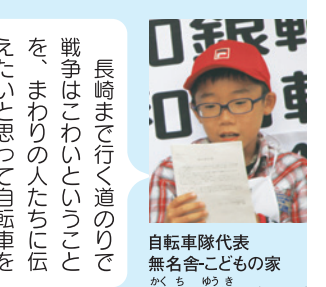 長崎まで行く道のりで
戦争はこわいということ
を、まわりの人たちに伝
えたいと思って自転車を
自転車隊代表
無名舎-こどもの家
かくちゆうき